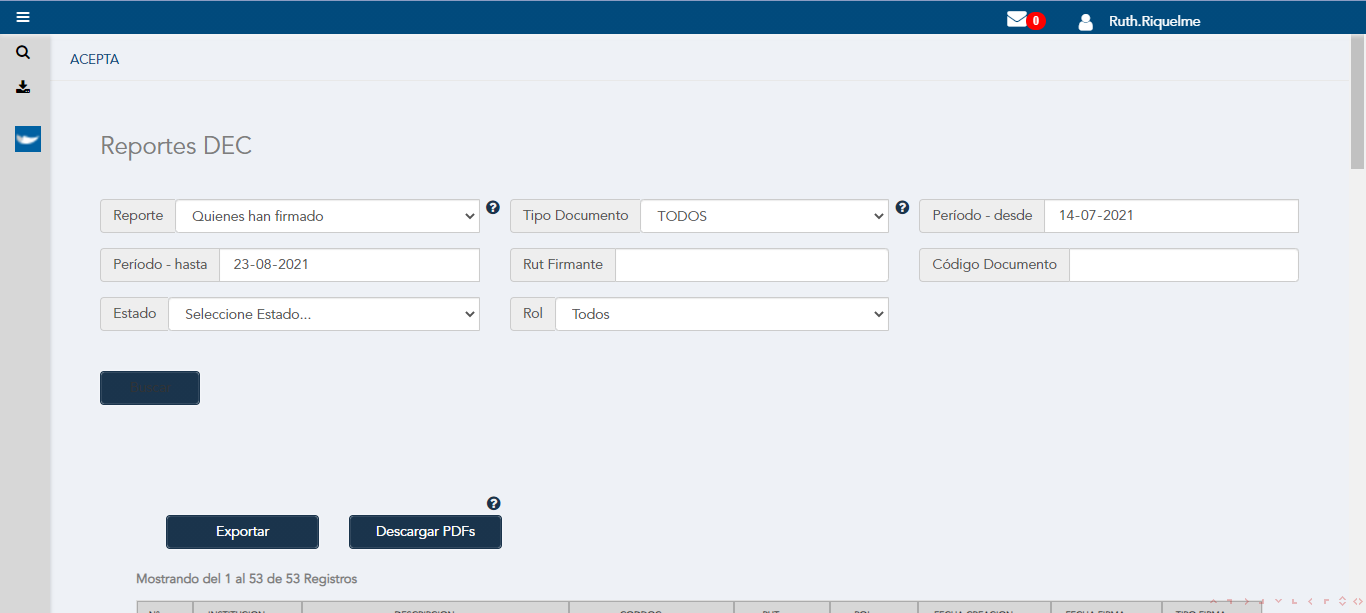 0 Ruth.Riquelme
ACEPTA
Reportes DEC
Reporte Quienes han firmado Tipo Documento TODOS Período - desde 14-07-2021
Período - hasta 23-08-2021 Rut Firmante Código Documento
Estado Seleccione Estado... Rol Todos
Exportar Descargar PDFs
Mostrando del 1 al 53 de 53 Registros